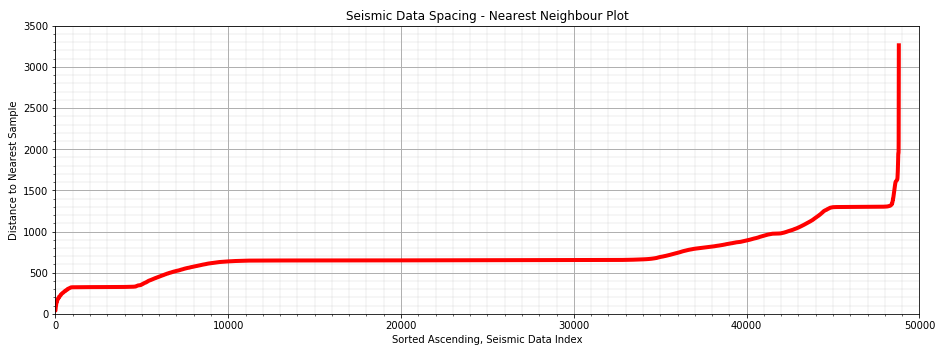 Seismic Data Spacing - Nearest Neighbour Plot
3500
3000
2500
2000
1500
1000
500
0
Distance to Nearest Sample
0 10000 20000 30000 40000 50000
Sorted Ascending, Seismic Data Index